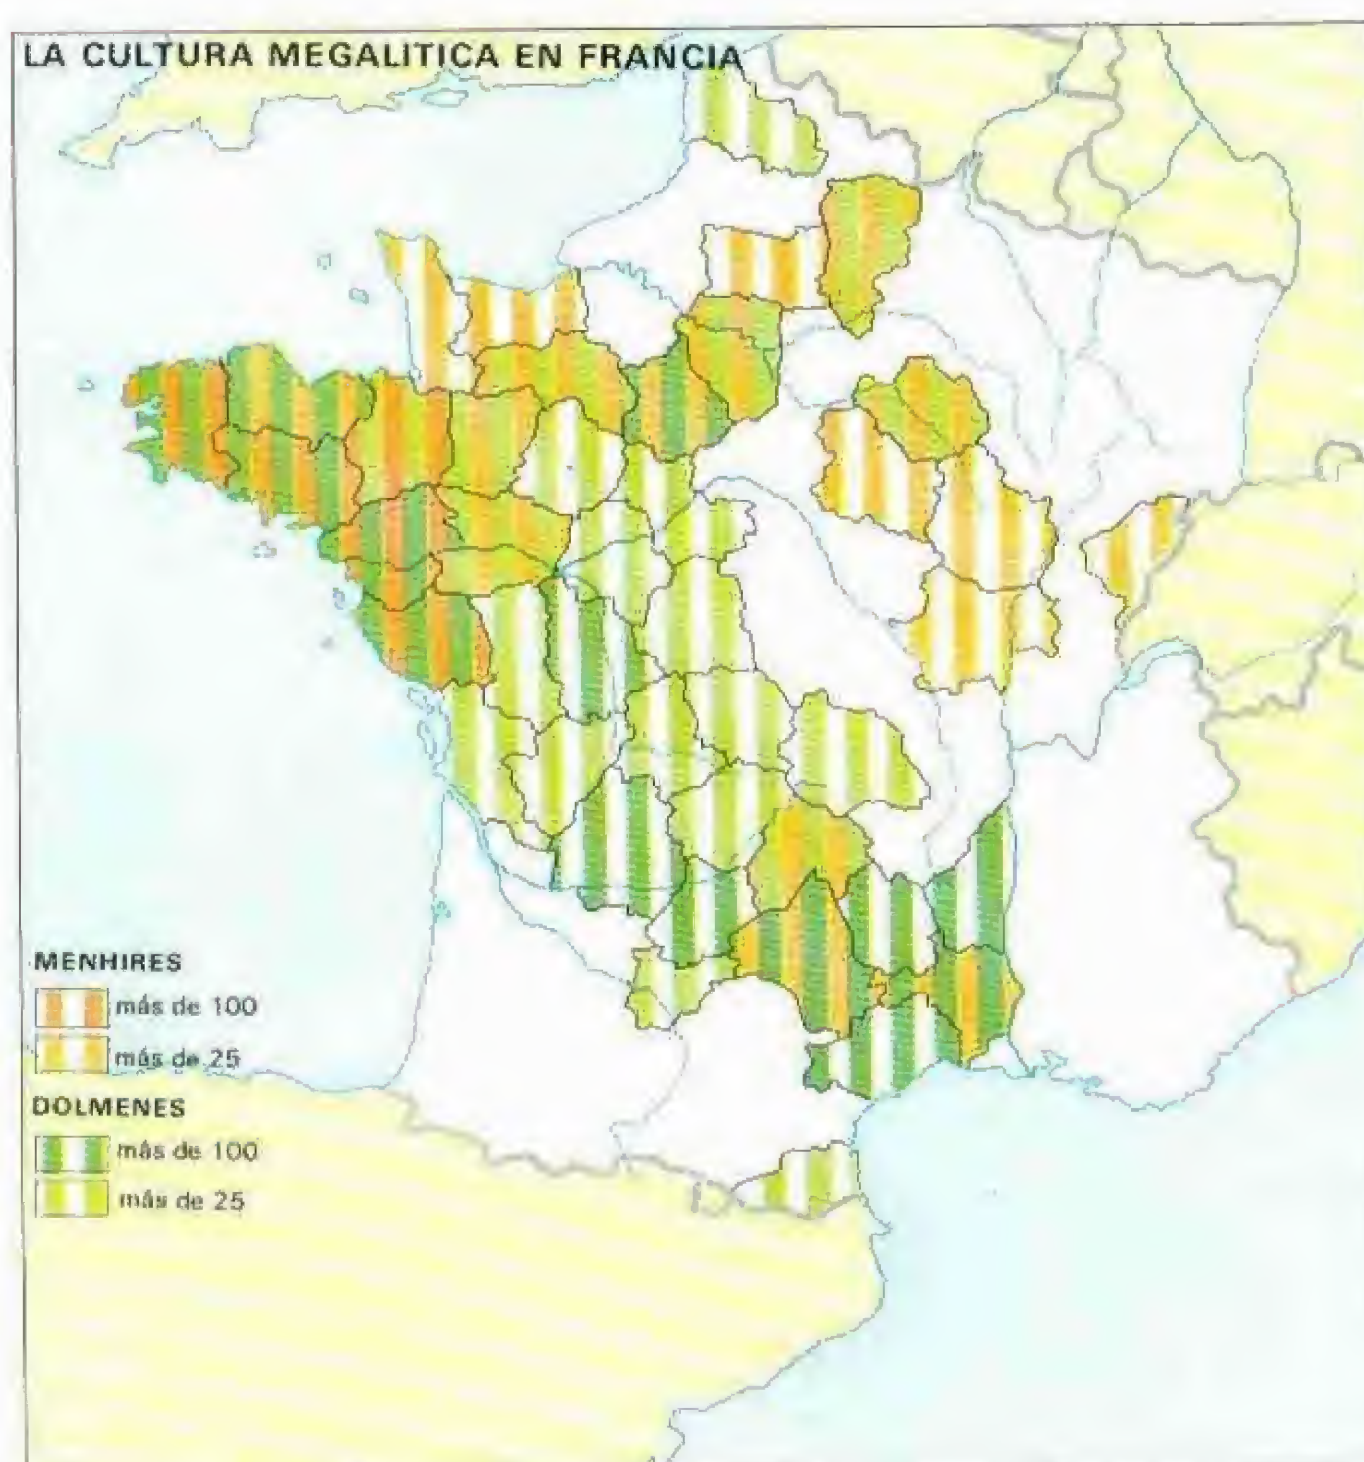 LA CULTURA MEGALITICA EN FRANCIA
MENHIRES
más de 100
más de 25
DOLMENES
más de 100
más de 25